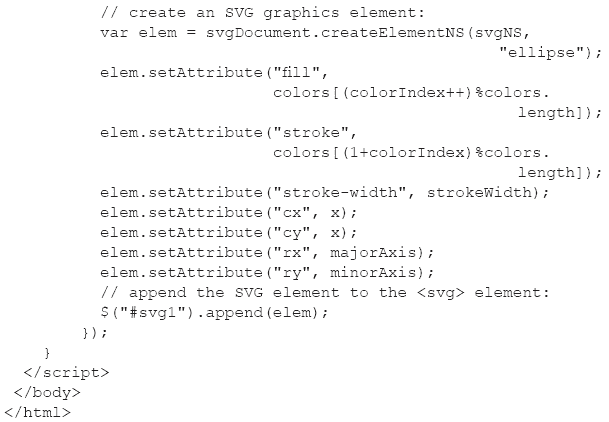 // create an SVG graphics element:
var elem = svgDocument.createElementNS(svgNS,
"ellipse");
elem.setAttribute("fill",
colors[(colorIndex++)%colors.
length]);
elem.setAttribute("stroke",
colors[(1+colorIndex)%colors.
length]);
elem.setAttribute("stroke-width", strokeWidth);
elem.setAttribute("cx", x);
elem.setAttribute("cy", x);
elem.setAttribute("rx", majorAxis);
elem.setAttribute("ry", minorAxis);
// append the SVG element to the <svg> element:
$("#svg1").append(elem);
});
}
</script>
</body>
</html>